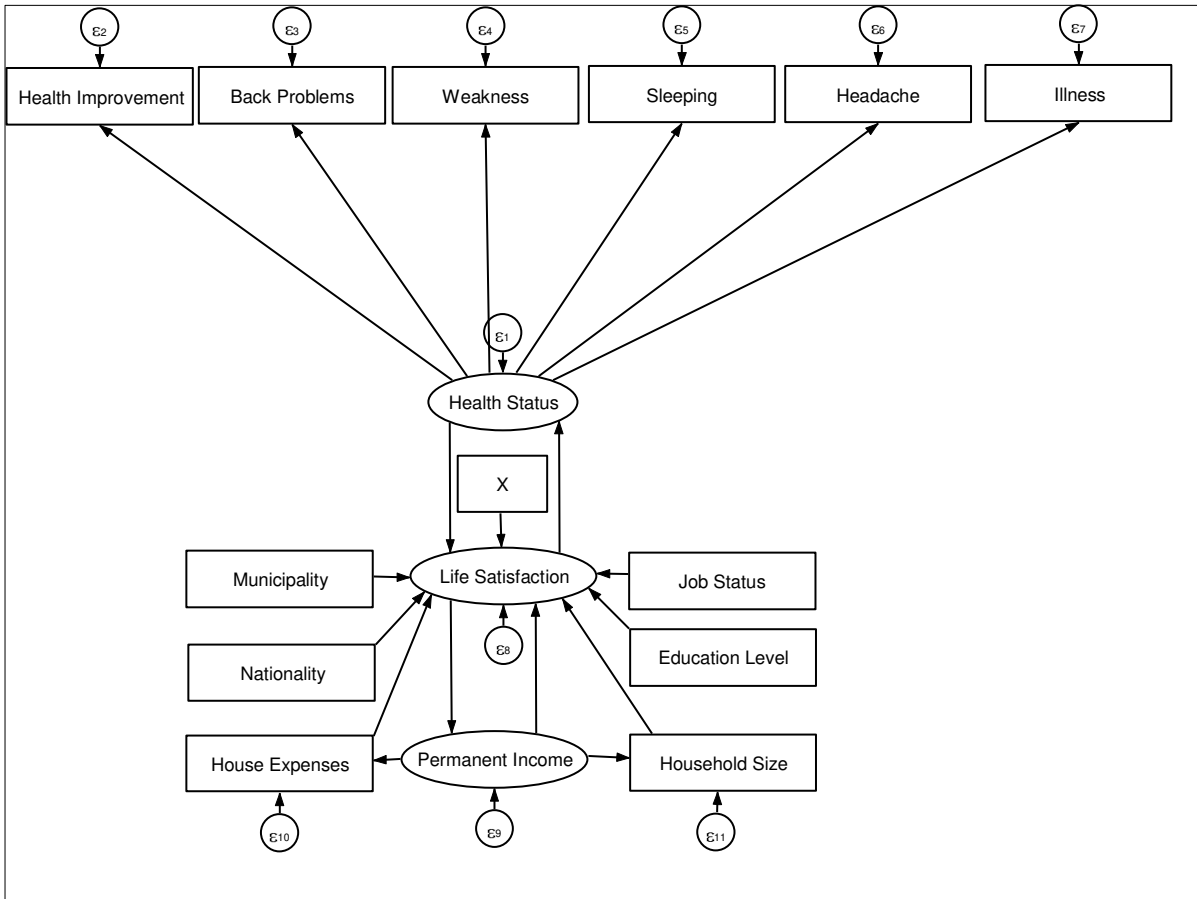 ε2
ε3
ε4
ε5
ε6
ε7
Health Improvement
Back Problems
Weakness
Sleeping
Headache
Illness
ε1
Health Status
X
Municipality
Life Satisfaction
Job Status
ε8
Nationality
Education Level
House Expenses
Permanent Income
Household Size
ε10
ε9
ε11